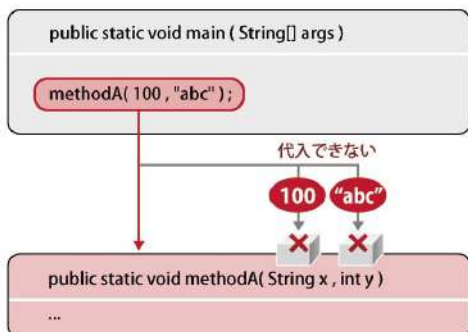 public static void main ( String[] args )
methodA( 100 , "abc" ) ;
代入できない
100 "abc"
public static void methodA( String x , int y )
...